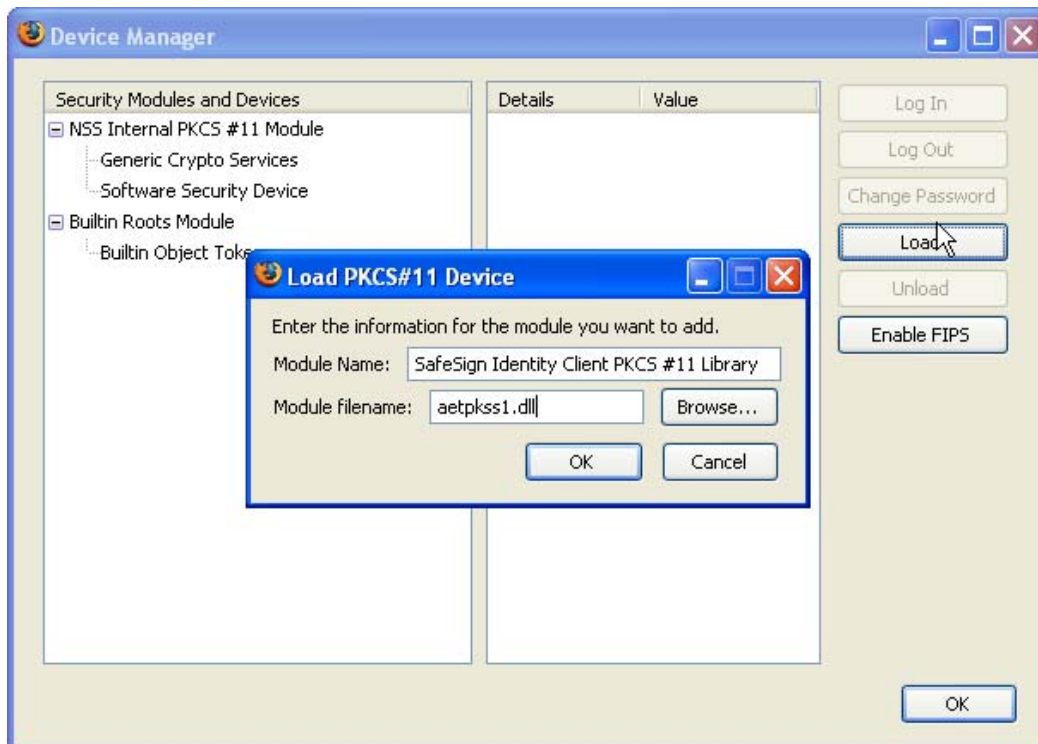 Device Manager
Security Modules and Devices
NSS Internal PKCS #11 Module
Generic Crypto Services
Software Security Device
Builtin Roots Module
Builtin Object
Details Value
Log In
Log Out
Change Password
Load
Unload
Enable FIPS
Load PKCS#11 Device
Enter the information for the module you want to add.
Module Name: SafeSign Identity Client PKCS #11 Library
Module filename: aetpkss1.dll Browse...
OK Cancel
OK